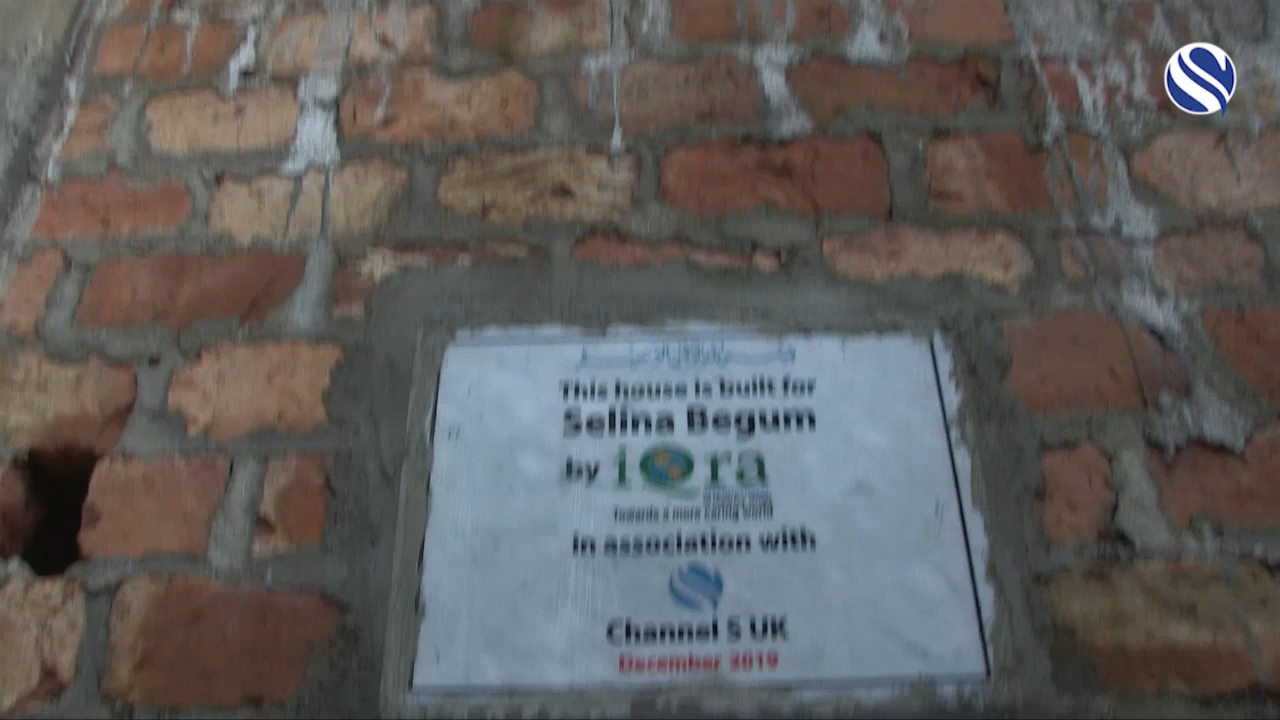 This house is built for
Selina Begum
by iQra
Towards a more caring world
in association with
Channel S UK
December 2019